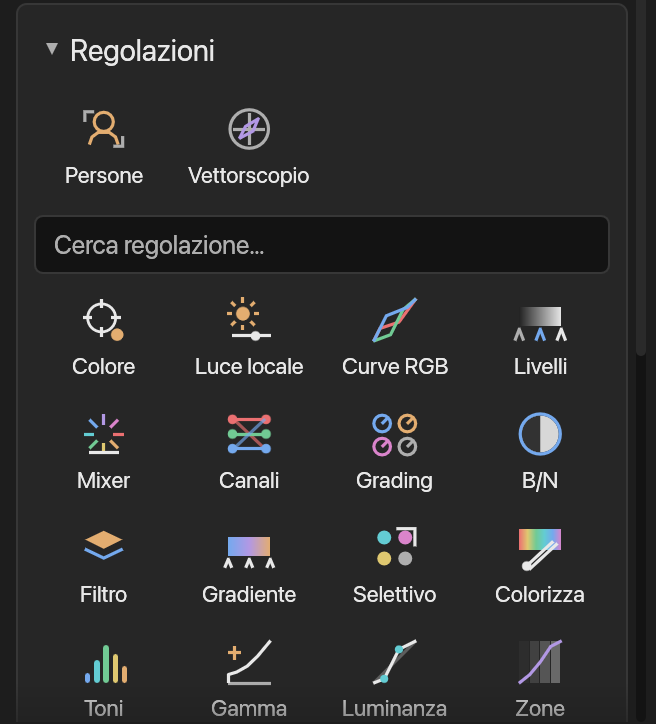 Regolazioni
Persone Vettorscopio
Cerca regolazione...
Colore Luce locale Curve RGB Livelli
Mixer Canali Grading B/N
Filtro Gradiente Selettivo Colorizza
Toni Gamma Luminanza Zone